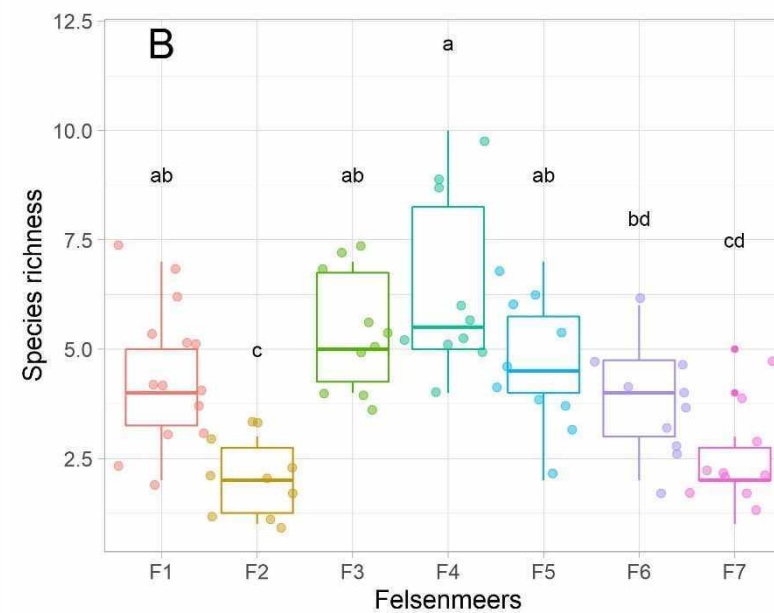 B
12.5
10.0
7.5
5.0
2.5
Species richness
ab
c
ab
a
ab
bd
cd
F1 F2 F3 F4 F5 F6 F7
Felsenmeers